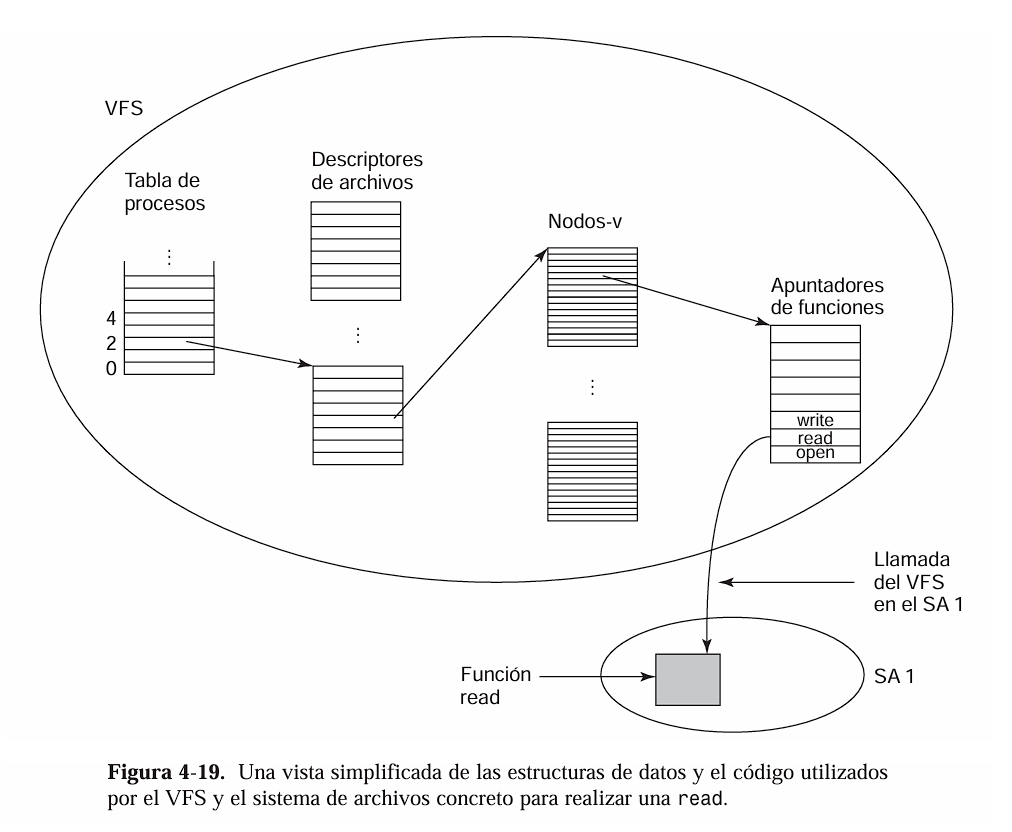 VFS
Tabla de
procesos
Descriptores
de archivos
Nodos-v
Apuntadores
de funciones
4
2
0
write
read
open
Llamada
del VFS
en el SA 1
Función
read
SA 1
Figura 4-19. Una vista simplificada de las estructuras de datos y el código utilizados
por el VFS y el sistema de archivos concreto para realizar una read.